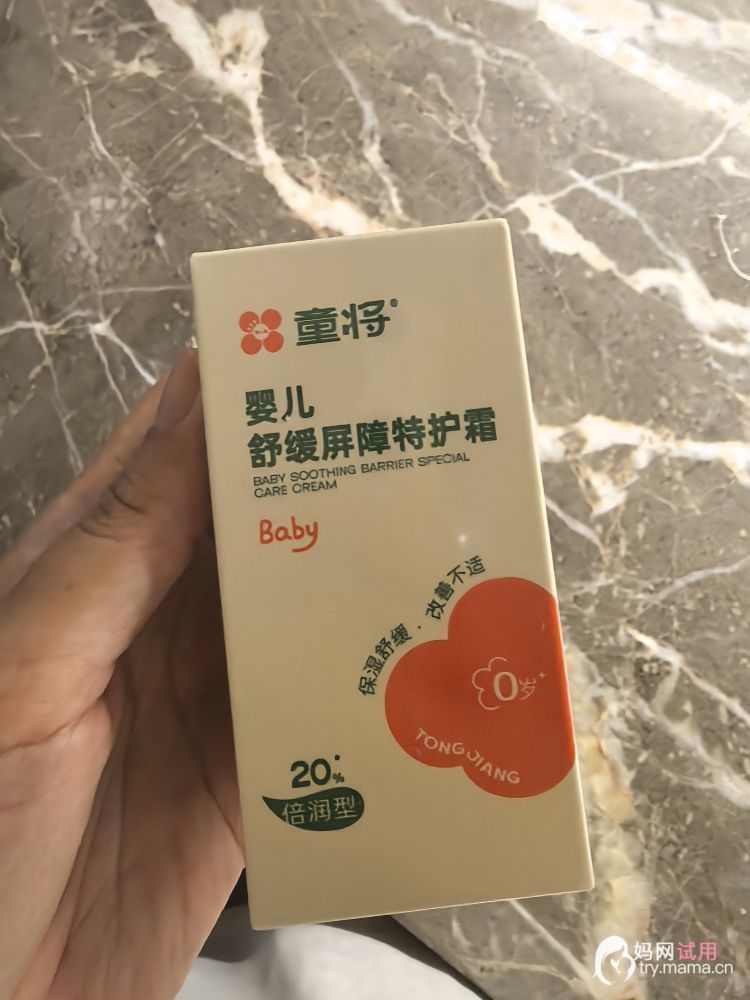 童将®
婴儿
舒缓屏障特护霜
BABY SOOTHING BARRIER SPECIAL
CARE CREAM
Baby
保湿舒缓·改善不适
0岁+
TONGJIANG
20%
倍润型
妈网试用
try.mama.cn